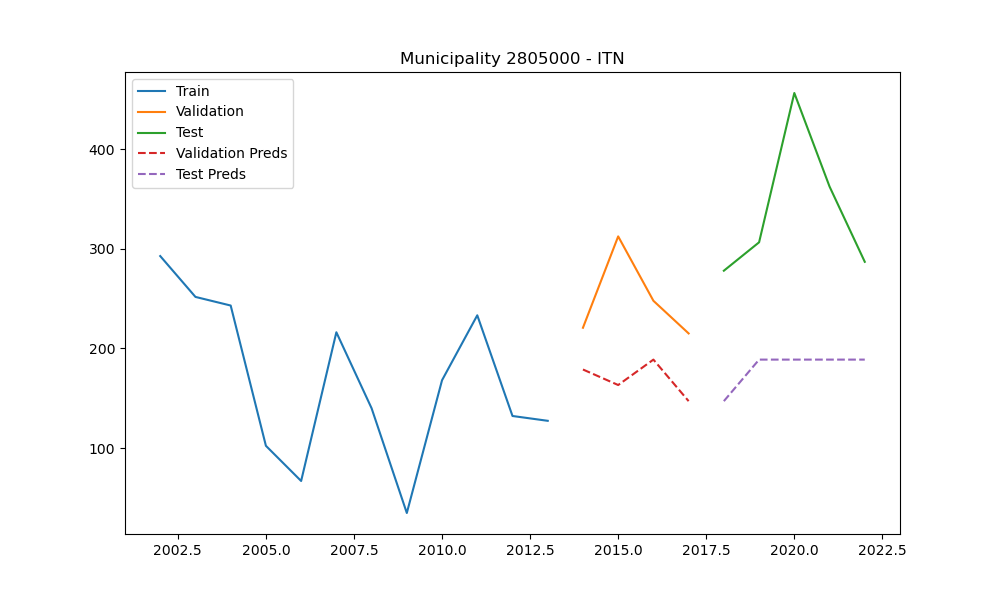 Municipality 2805000 - ITN
Train
Validation
Test
Validation Preds
Test Preds
400
300
200
100
2002.5 2005.0 2007.5 2010.0 2012.5 2015.0 2017.5 2020.0 2022.5